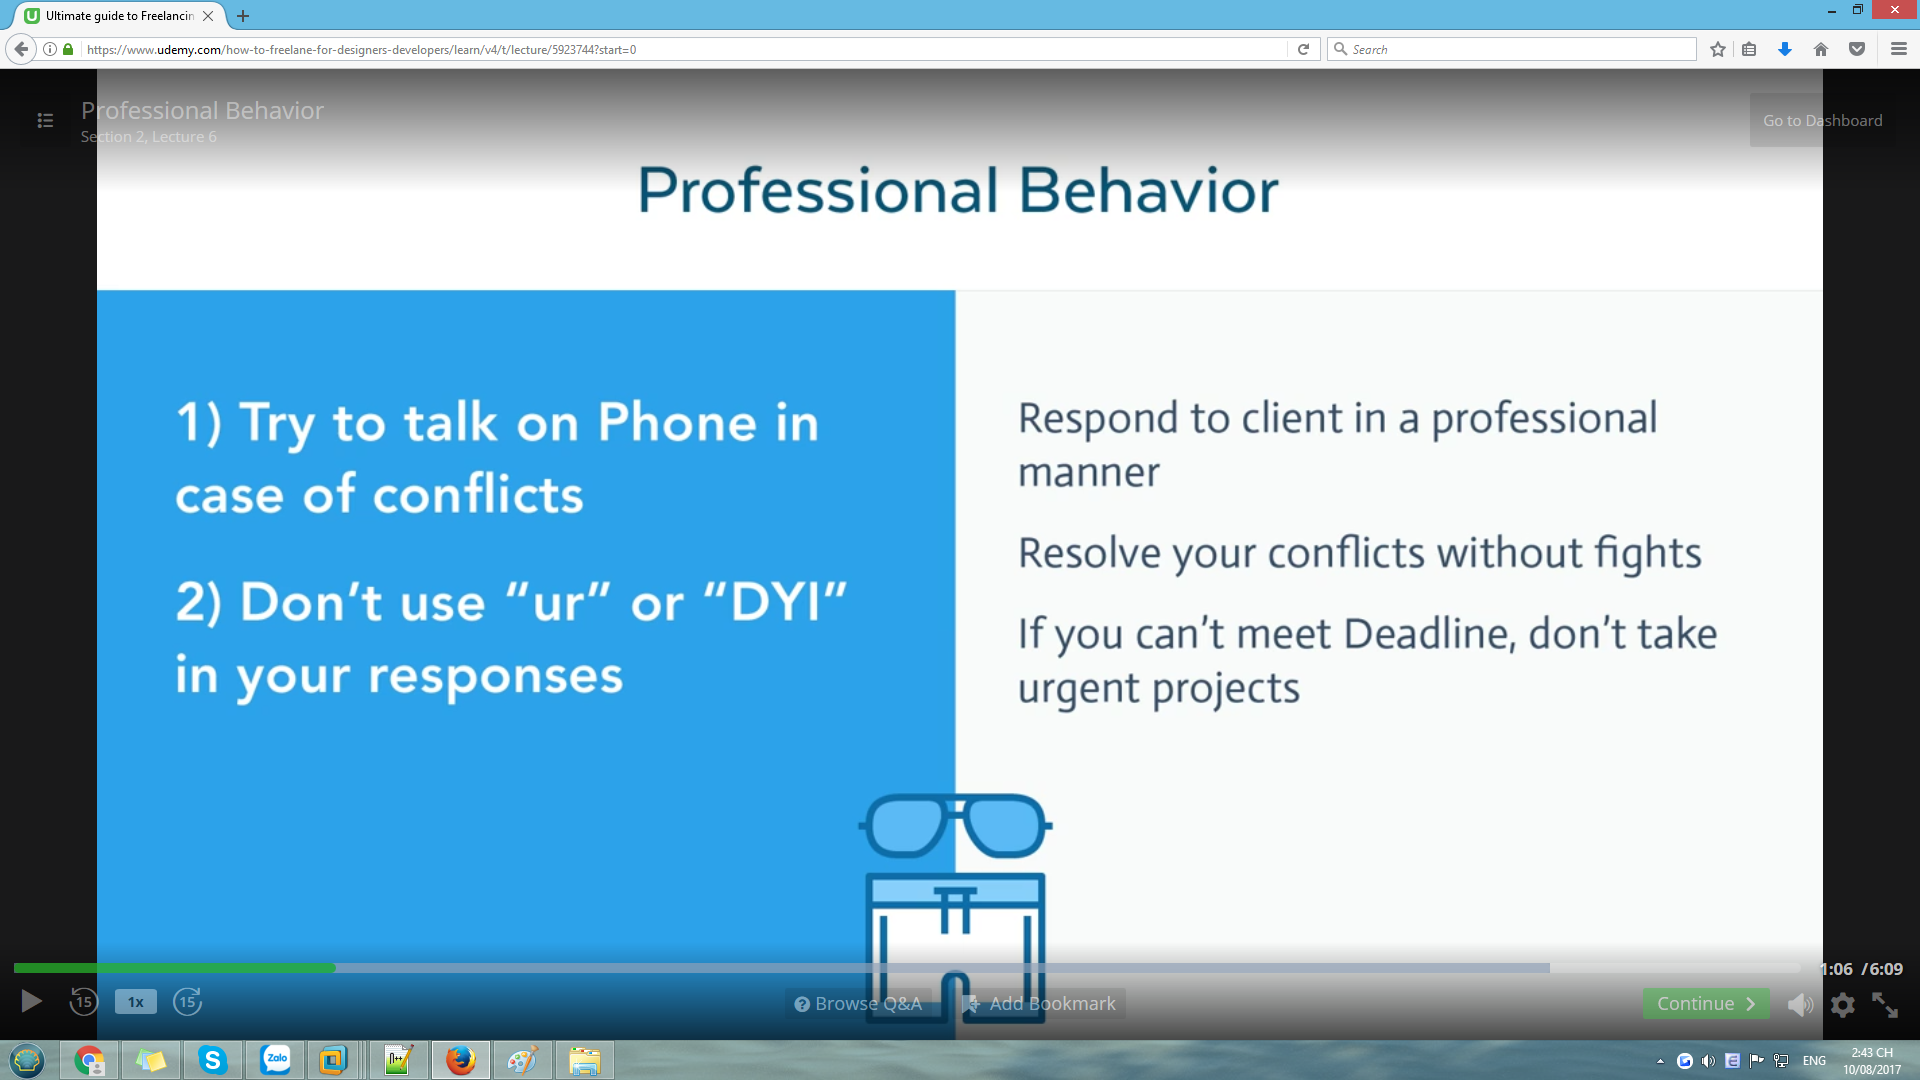 Ultimate guide to Freelancin
https://www.udemy.com/how-to-freelane-for-designers-developers/learn/v4/t/lecture/5923744?start=0
Search
Professional Behavior
Section 2, Lecture 6
Go to Dashboard
Professional Behavior
1) Try to talk on Phone in
case of conflicts
2) Don't use “ur” or “DYI”
in your responses
Respond to client in a professional
manner
Resolve your conflicts without fights
If you can't meet Deadline, don't take
urgent projects
1:06 / 6:09
15
1x
15
Browse Q&A
Add Bookmark
Continue
Zalo
ENG
2:43 CH
10/08/2017